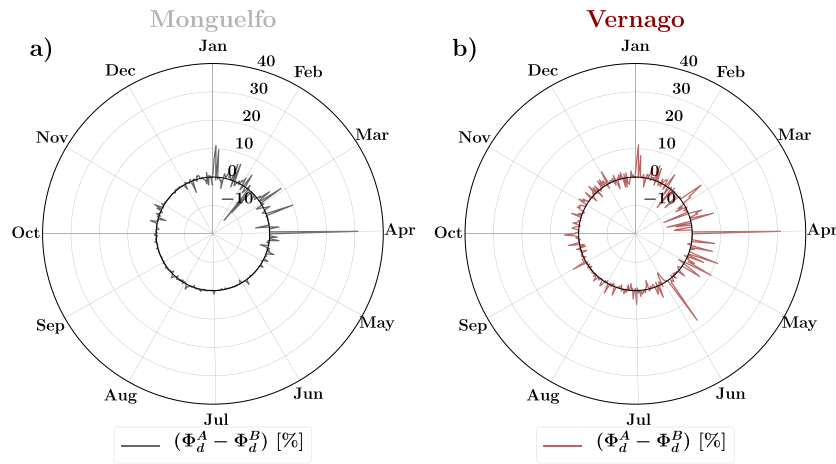 Monguelfo
a)
Jan
Feb
Mar
Apr
May
Jun
Jul
Aug
Sep
Oct
Nov
Dec
40
30
20
10
0
−10
(Φ_d^A − Φ_d^B) [%]
Vernago
b)
Jan
Feb
Mar
Apr
May
Jun
Jul
Aug
Sep
Oct
Nov
Dec
40
30
20
10
0
−10
(Φ_d^A − Φ_d^B) [%]